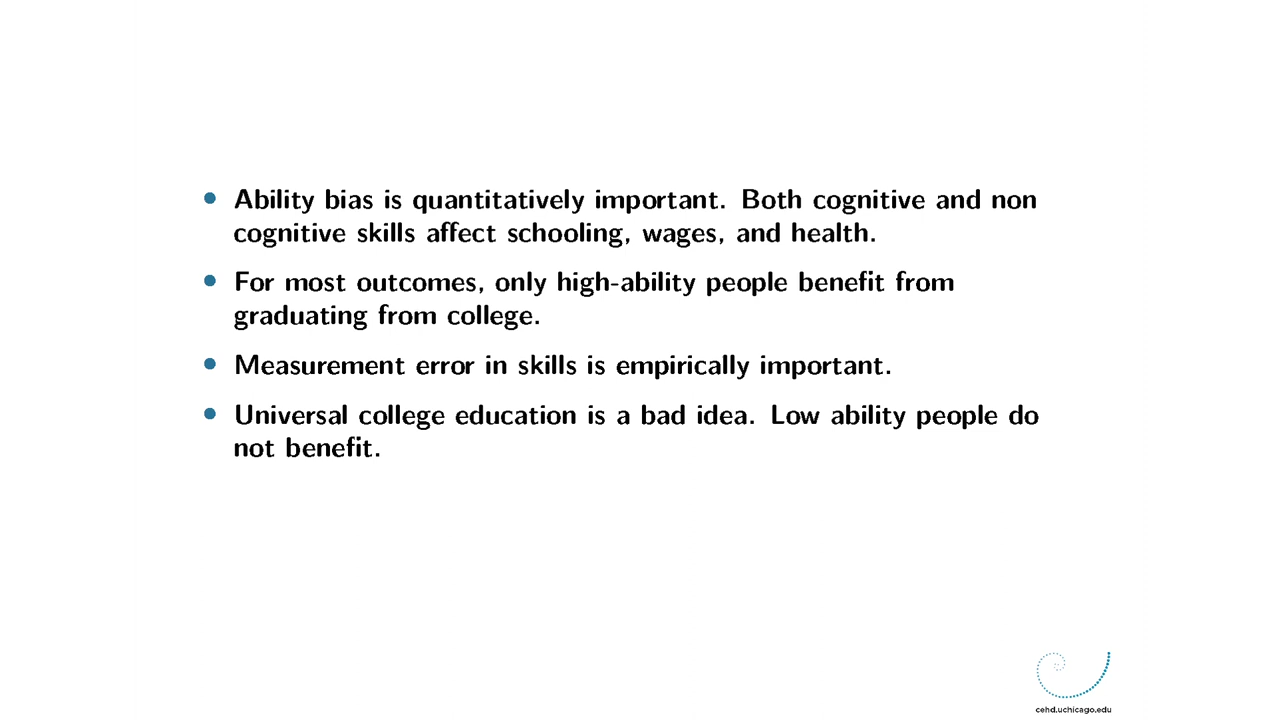 • Ability bias is quantitatively important. Both cognitive and non
cognitive skills affect schooling, wages, and health.
• For most outcomes, only high-ability people benefit from
graduating from college.
• Measurement error in skills is empirically important.
• Universal college education is a bad idea. Low ability people do
not benefit.
cehd.uchicago.edu